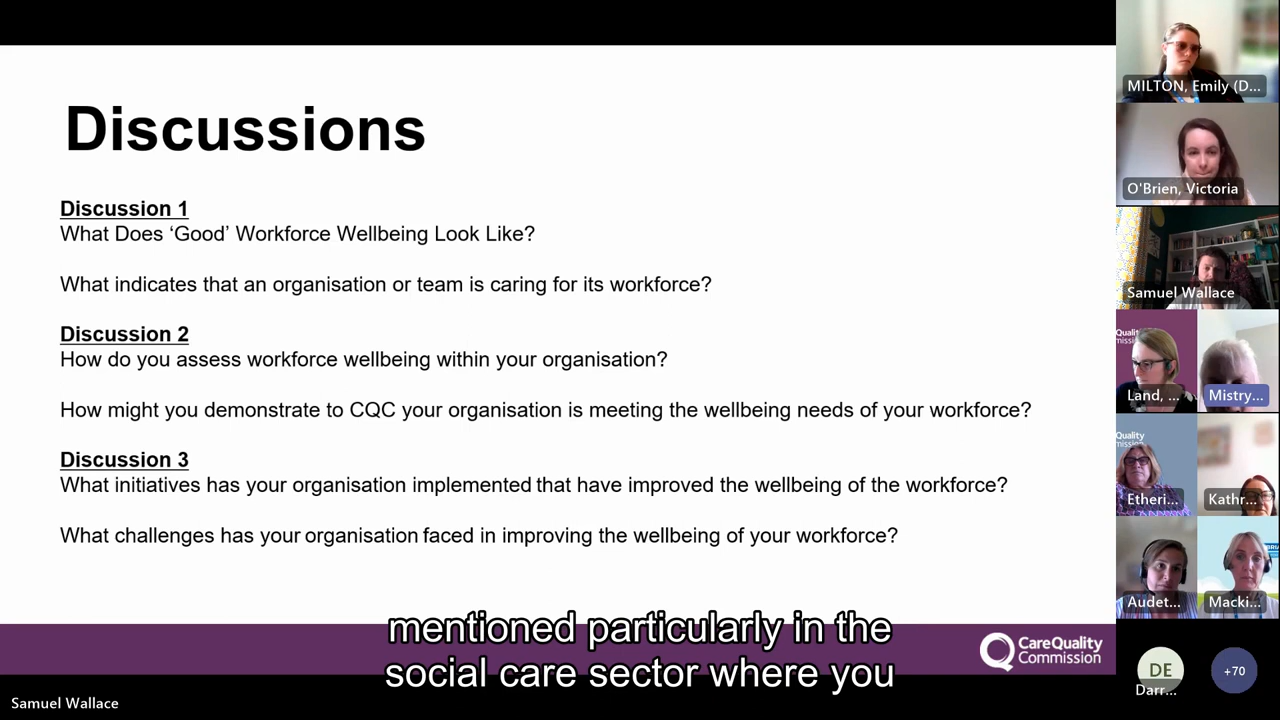 Discussions
Discussion 1
What Does ‘Good’ Workforce Wellbeing Look Like?
What indicates that an organisation or team is caring for its workforce?
Discussion 2
How do you assess workforce wellbeing within your organisation?
How might you demonstrate to CQC your organisation is meeting the wellbeing needs of your workforce?
Discussion 3
What initiatives has your organisation implemented that have improved the wellbeing of the workforce?
What challenges has your organisation faced in improving the wellbeing of your workforce?
mentioned particularly in the
social care sector where you
CareQuality
Commission
Samuel Wallace
MILTON, Emily (D...
O'Brien, Victoria
Samuel Wallace
Land, ...
Mistry...
Etheri...
Kathr...
Audet...
Macki...
DE
Darr...
+70